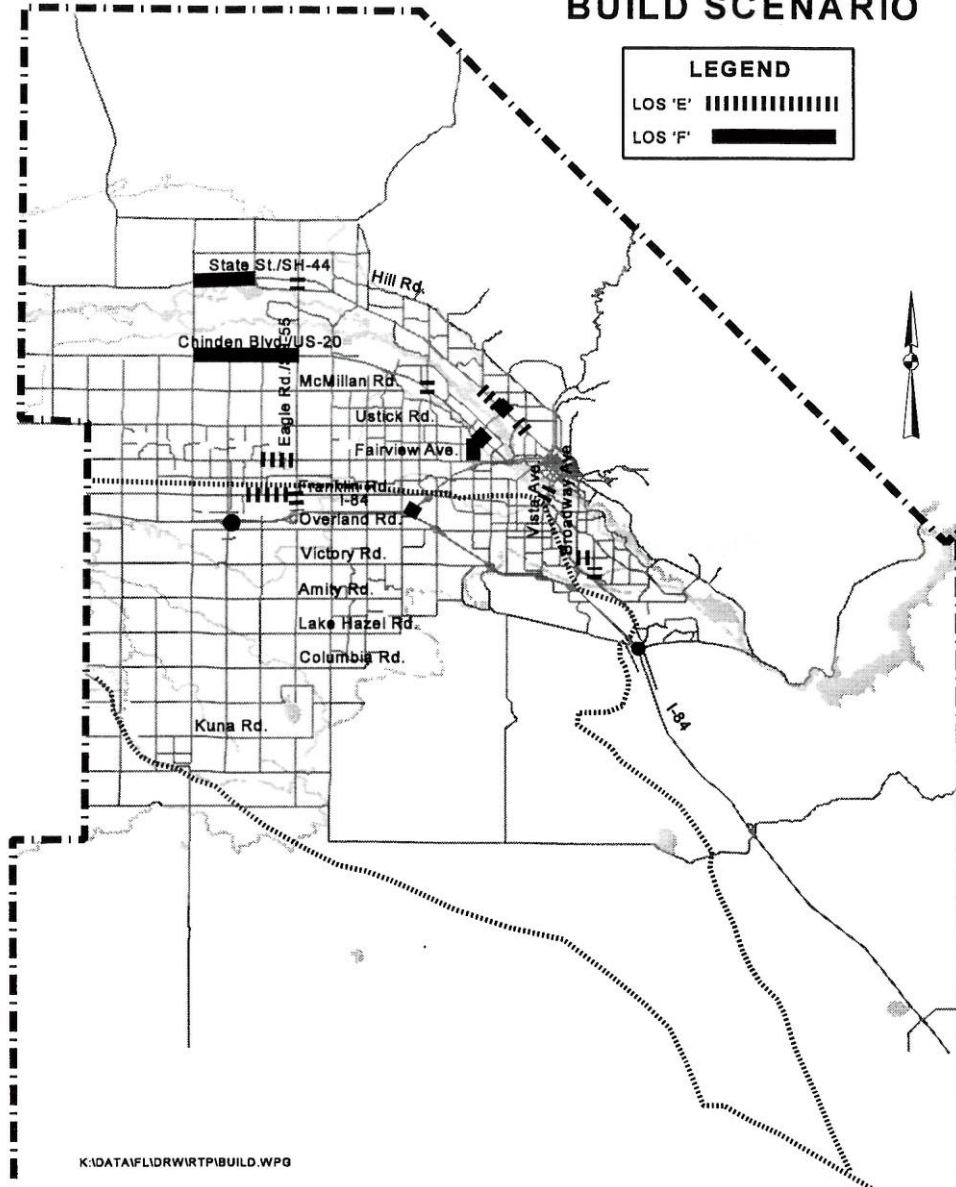 BUILD SCENARIO
LEGEND
LOS 'E'
LOS 'F'
State St./SH-44
Hill Rd.
Chinden Blvd/US-20
Eagle Rd./SH-55
McMillan Rd.
Ustick Rd.
Fairview Ave.
Franklin Rd.
I-84
Overland Rd.
Vista Ave.
Broadway Ave.
Victory Rd.
Amity Rd.
Lake Hazel Rd.
Columbia Rd.
Kuna Rd.
I-84
K:\DATA\FL\DRW\RTP\BUILD.WPG